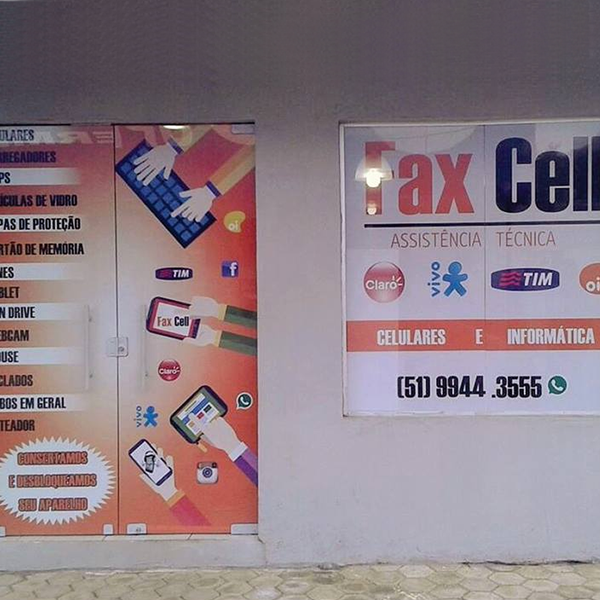 ULARES
RREGADORES
PS
ÍCULAS DE VIDRO
PAS DE PROTEÇÃO
RTÃO DE MEMÓRIA
NES
BLET
N DRIVE
EBCAM
OUSE
CLADOS
BOS EM GERAL
TEADOR
CONSERTAMOS
E DESBLOQUEAMOS
SEU APARELHO
oi
TIM
f
Fax Cell
Claro
vivo
Fax Cell
ASSISTÊNCIA TÉCNICA
Claro
vivo
TIM
oi
CELULARES E INFORMÁTICA
(51) 9944 .3555